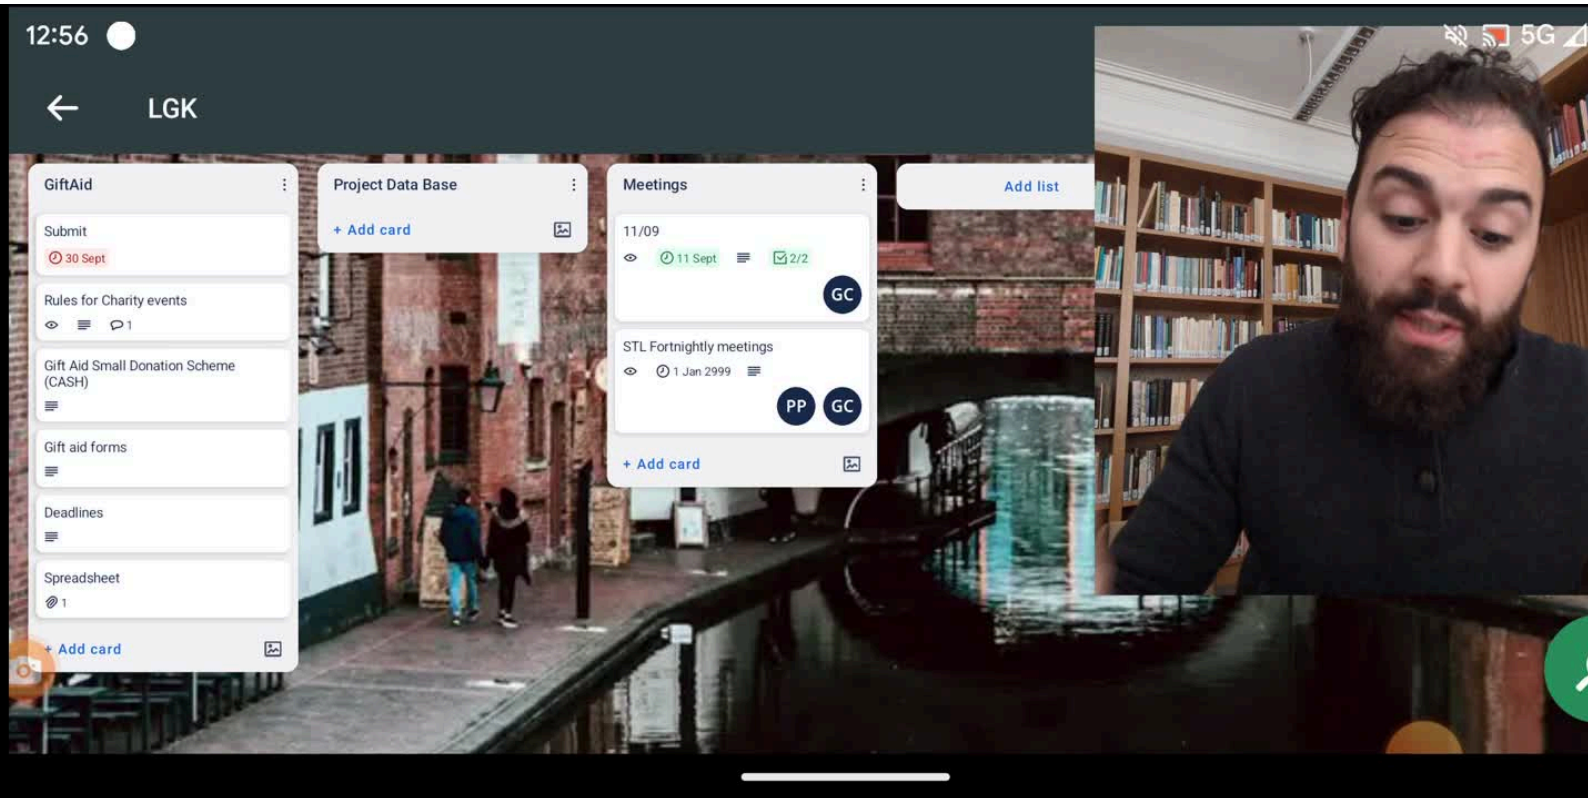 12:56
5G
LGK
GiftAid
Submit
30 Sept
Rules for Charity events
1
Gift Aid Small Donation Scheme
(CASH)
Gift aid forms
Deadlines
Spreadsheet
1
+ Add card
Project Data Base
+ Add card
Meetings
11/09
11 Sept
2/2
GC
STL Fortnightly meetings
1 Jan 2999
PP GC
+ Add card
Add list